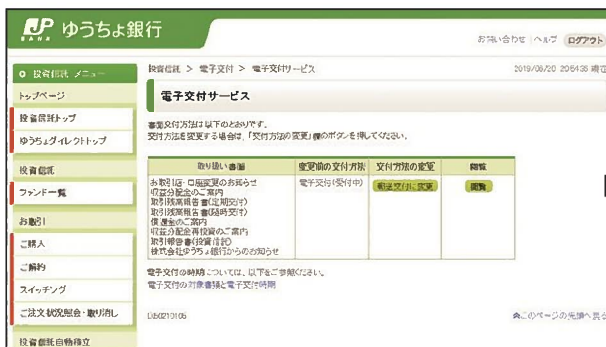 JP
BANK
ゆうちょ銀行
お問い合わせ | ヘルプ ログアウト
投資信託 メニュー
トップページ
投資信託トップ
ゆうちょダイレクトトップ
投資信託
ファンド一覧
お取引
ご購入
ご解約
スイッチング
ご注文状況照会・取り消し
投資信託自動積立
投資信託 > 電子交付 > 電子交付サービス
2019/06/20
電子交付サービス
書面交付方法は以下のとおりです。
交付方法を変更する場合は、「交付方法の変更」欄のボタンを押してください。
取り扱い書面 変更前の交付方法 交付方法の変更 閲覧
お取引店・口座変更のお知らせ
収益分配金のご案内
取引残高報告書(定期交付)
取引残高報告書(随時交付)
償還金のご案内
収益分配金再投資のご案内
取引報告書(投資信託)
株式会社ゆうちょ銀行からのお知らせ
電子交付(受付中) 郵送交付に変更 閲覧
電子交付の時期については、以下をご参照ください。
電子交付の対象書類と電子交付時期
このページの先頭へ戻る